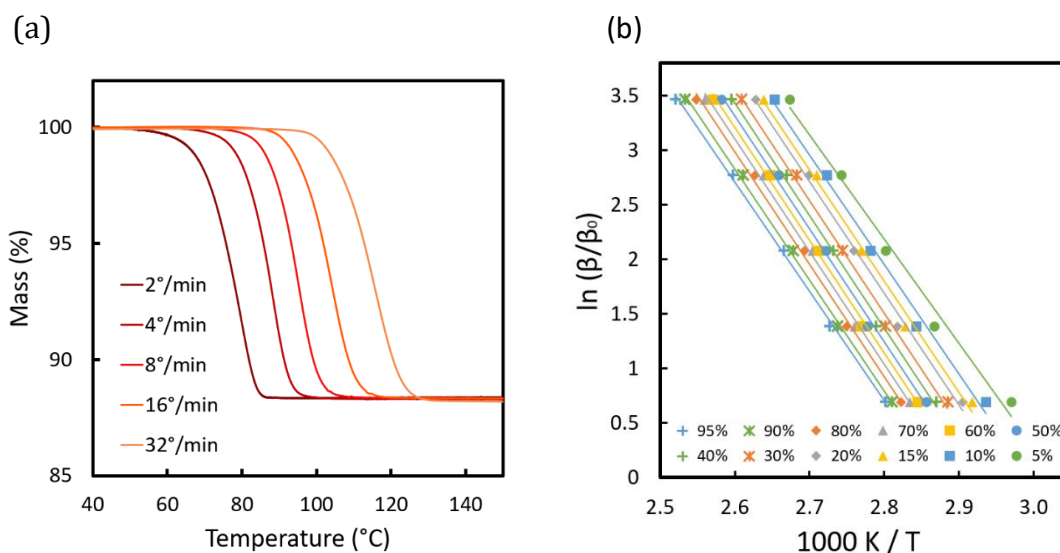 (a)
100
95
90
85
Mass (%)
2°/min
4°/min
8°/min
16°/min
32°/min
40 60 80 100 120 140
Temperature (°C)
(b)
3.5
3
2.5
2
1.5
1
0.5
0
ln (β/β₀)
95% 90% 80% 70% 60% 50%
40% 30% 20% 15% 10% 5%
2.5 2.6 2.7 2.8 2.9 3.0
1000 K / T